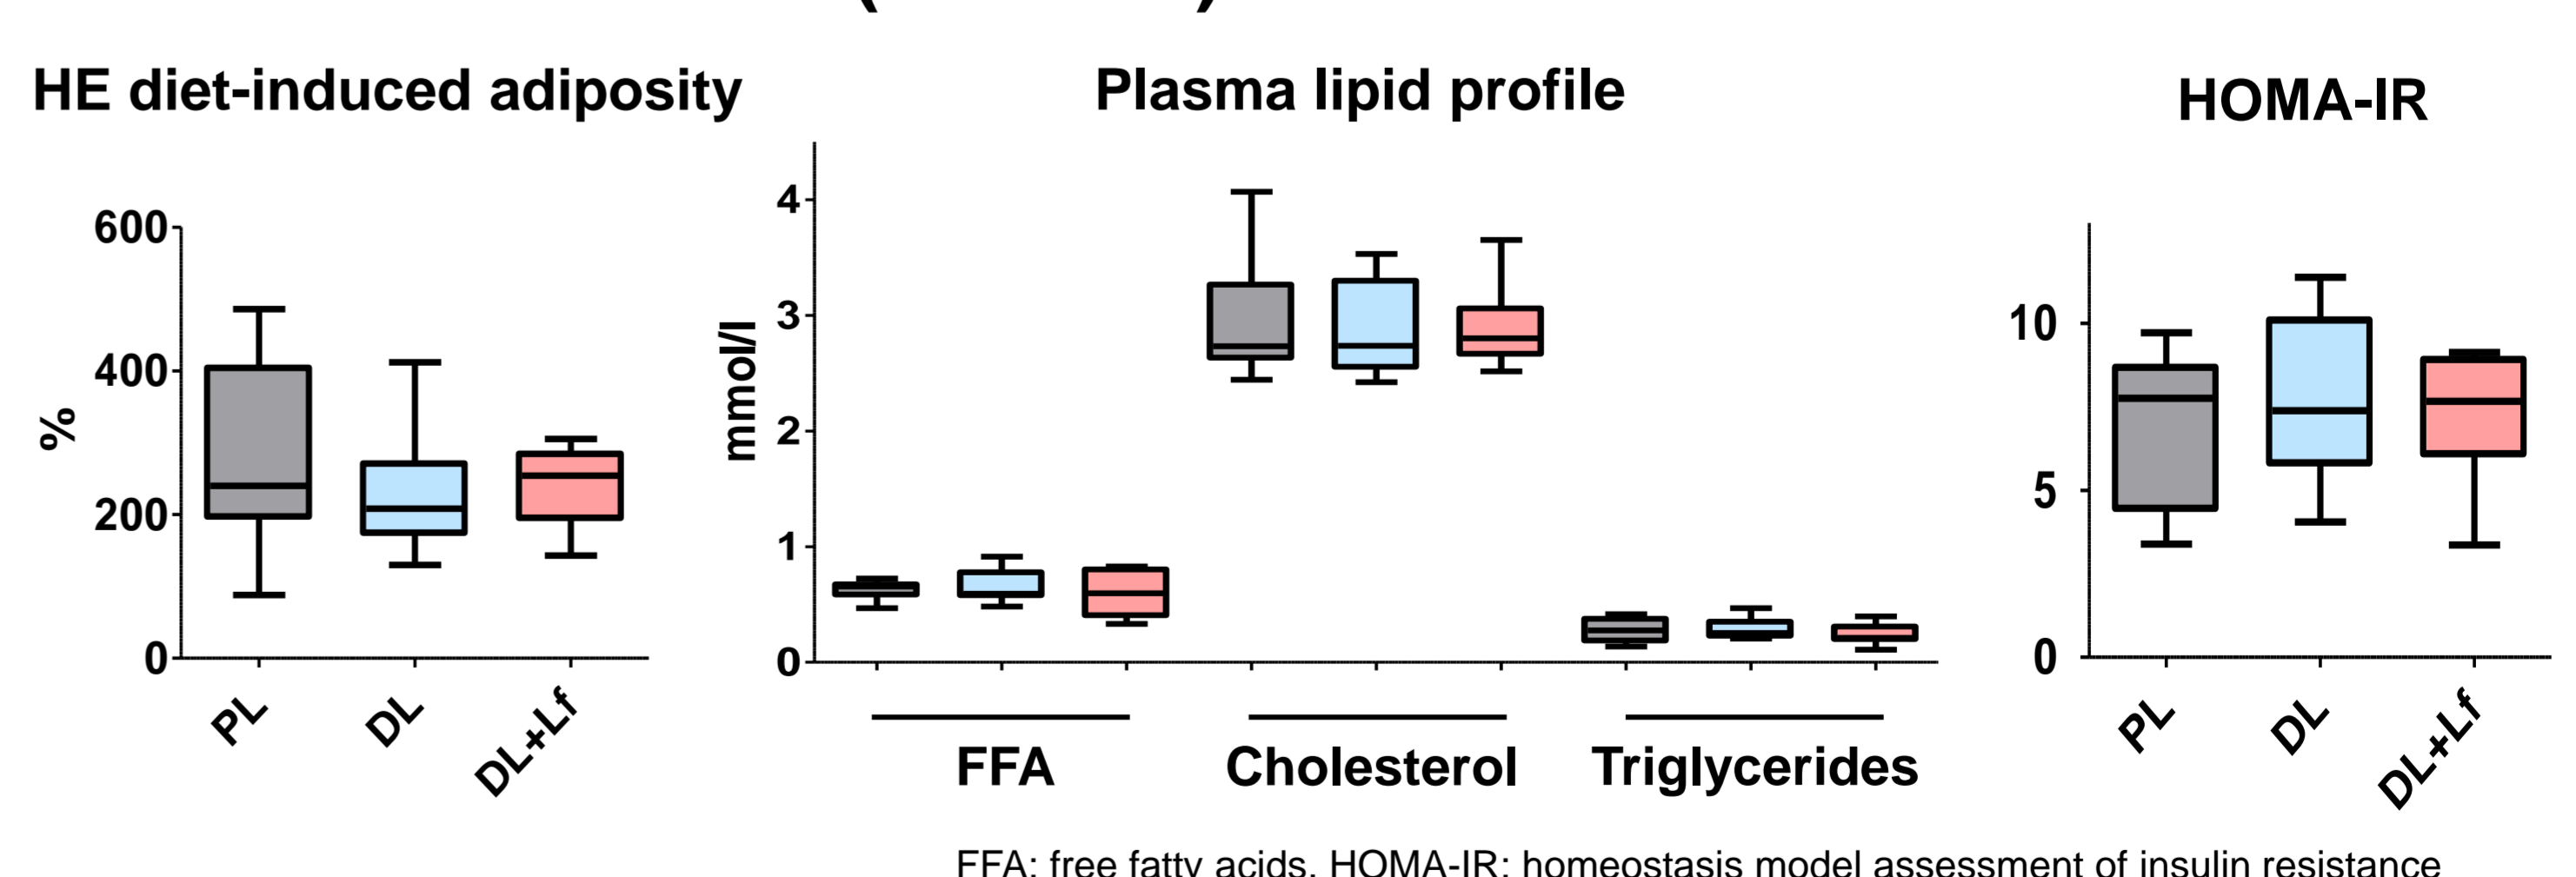 HE diet-induced adiposity
%
600
400
200
0
PL
DL
DL+Lf
Plasma lipid profile
mmol/l
4
3
2
1
0
FFA
Cholesterol
Triglycerides
HOMA-IR
10
5
0
PL
DL
DL+Lf
FFA: free fatty acids, HOMA-IR: homeostasis model assessment of insulin resistance